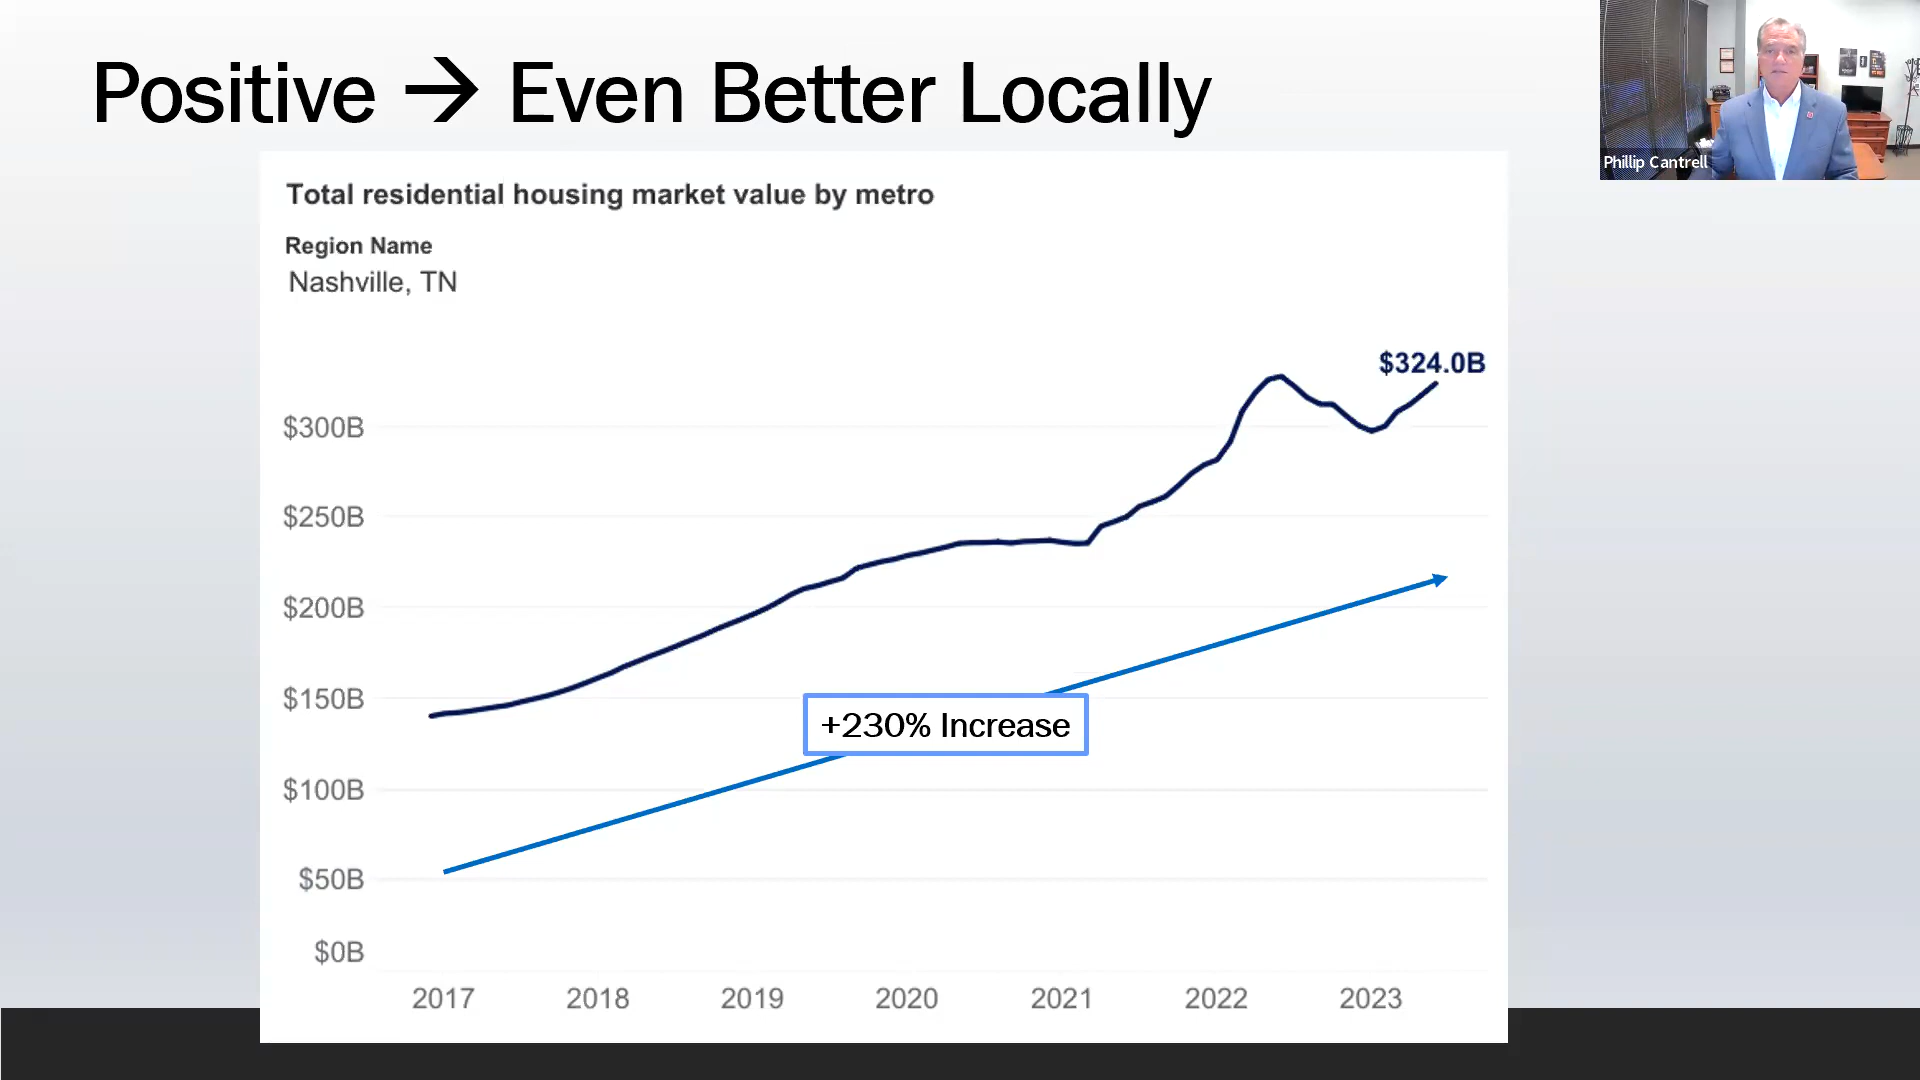 Positive → Even Better Locally
Phillip Cantrell
Total residential housing market value by metro
Region Name
Nashville, TN
$324.0B
$300B
$250B
$200B
$150B
+230% Increase
$100B
$50B
$0B
2017 2018 2019 2020 2021 2022 2023